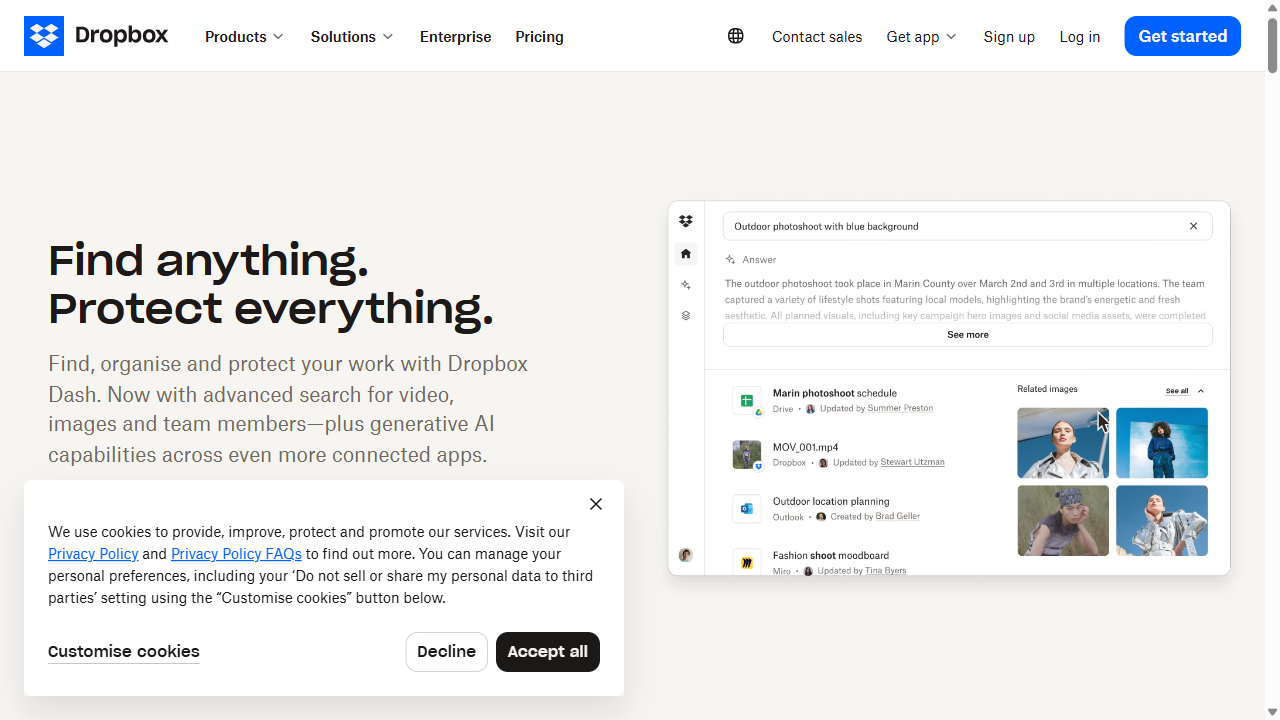 Dropbox
Products
Solutions
Enterprise
Pricing
Contact sales
Get app
Sign up
Log in
Get started
Find anything.
Protect everything.
Find, organise and protect your work with Dropbox
Dash. Now with advanced search for video,
images and team members—plus generative AI
capabilities across even more connected apps.
Outdoor photoshoot with blue background
Answer
The outdoor photoshoot took place in Marin County over March 2nd and 3rd in multiple locations. The team
captured a variety of lifestyle shots featuring local models, highlighting the brand's energetic and fresh
aesthetic. All planned visuals, including key campaign hero images and social media assets, were completed
See more
Marin photoshoot schedule
Drive • Updated by Summer Preston
MOV_001.mp4
Dropbox • Updated by Stewart Utzman
Outdoor location planning
Outlook • Created by Brad Geller
Fashion shoot moodboard
Miro • Updated by Tina Byers
Related images
See all
We use cookies to provide, improve, protect and promote our services. Visit our
Privacy Policy and Privacy Policy FAQs to find out more. You can manage your
personal preferences, including your ‘Do not sell or share my personal data to third
parties’ setting using the “Customise cookies” button below.
Customise cookies
Decline
Accept all